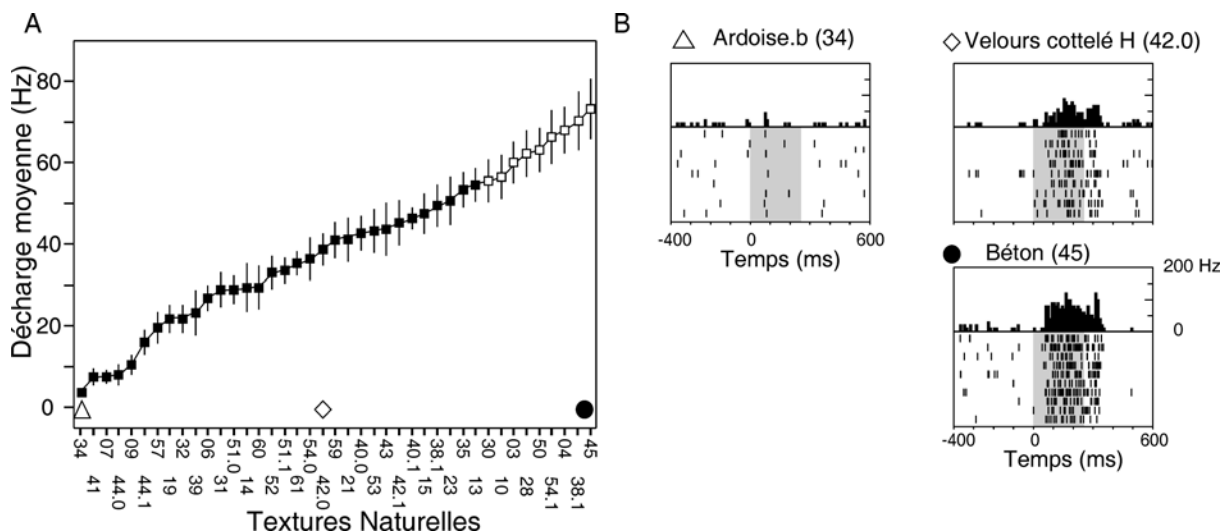 A
Décharge moyenne (Hz)
80
60
40
20
0
34 07 09 57 32 06 51.0 60 51.1 54.0 59 40.0 43 40.1 38.1 35 30 03 50 04 45
41 44.0 44.1 19 39 31 14 52 61 42.0 21 53 42.1 15 23 13 10 28 54.1 38.1
Textures Naturelles
B
Ardoise.b (34)
-400 0 600
Temps (ms)
Velours cottelé H (42.0)
Béton (45)
200 Hz
0
-400 0 600
Temps (ms)